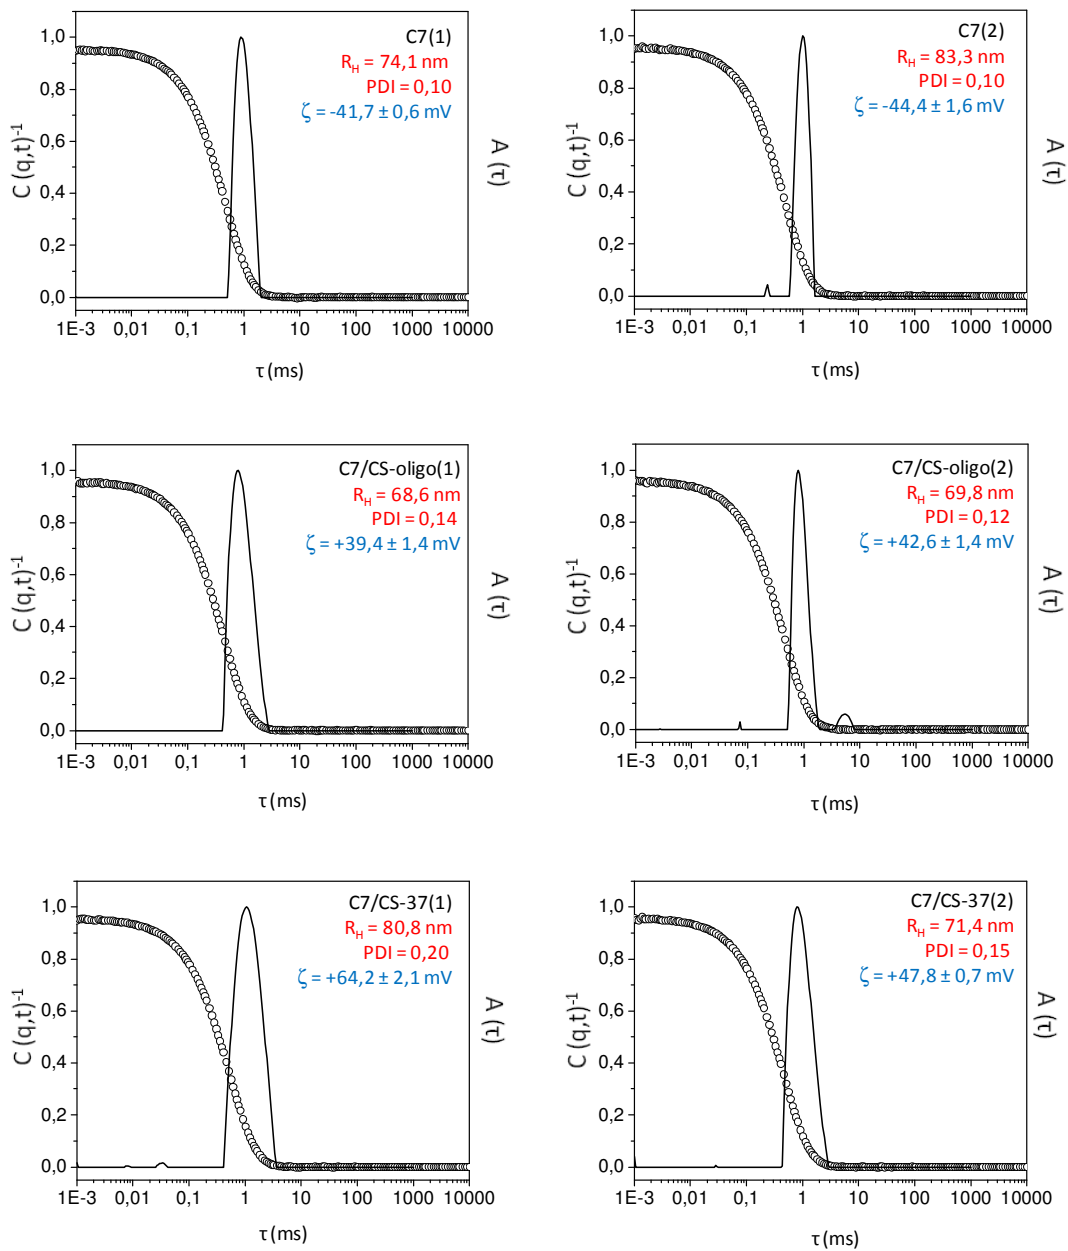 C7(1)
R_H = 74,1 nm
PDI = 0,10
ζ = -41,7 ± 0,6 mV
1,0
0,8
0,6
0,4
0,2
0,0
C (q,t)⁻¹
A (τ)
1E-3 0,01 0,1 1 10 100 1000 10000
τ (ms)
C7(2)
R_H = 83,3 nm
PDI = 0,10
ζ = -44,4 ± 1,6 mV
1,0
0,8
0,6
0,4
0,2
0,0
C (q,t)⁻¹
A (τ)
1E-3 0,01 0,1 1 10 100 1000 10000
τ (ms)
C7/CS-oligo(1)
R_H = 68,6 nm
PDI = 0,14
ζ = +39,4 ± 1,4 mV
1,0
0,8
0,6
0,4
0,2
0,0
C (q,t)⁻¹
A (τ)
1E-3 0,01 0,1 1 10 100 1000 10000
τ (ms)
C7/CS-oligo(2)
R_H = 69,8 nm
PDI = 0,12
ζ = +42,6 ± 1,4 mV
1,0
0,8
0,6
0,4
0,2
0,0
C (q,t)⁻¹
A (τ)
1E-3 0,01 0,1 1 10 100 1000 10000
τ (ms)
C7/CS-37(1)
R_H = 80,8 nm
PDI = 0,20
ζ = +64,2 ± 2,1 mV
1,0
0,8
0,6
0,4
0,2
0,0
C (q,t)⁻¹
A (τ)
1E-3 0,01 0,1 1 10 100 1000 10000
τ (ms)
C7/CS-37(2)
R_H = 71,4 nm
PDI = 0,15
ζ = +47,8 ± 0,7 mV
1,0
0,8
0,6
0,4
0,2
0,0
C (q,t)⁻¹
A (τ)
1E-3 0,01 0,1 1 10 100 1000 10000
τ (ms)